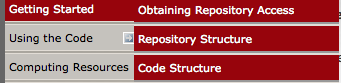 Getting Started
Obtaining Repository Access
Using the Code
Repository Structure
Computing Resources
Code Structure